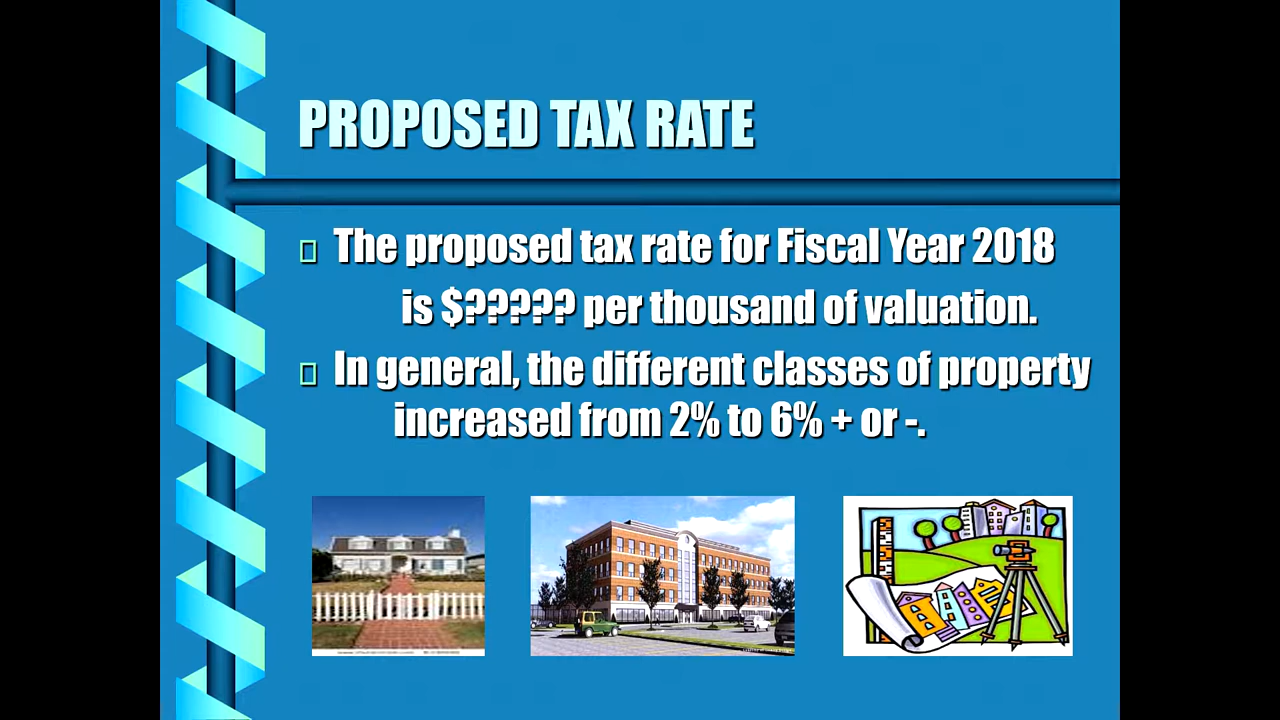 PROPOSED TAX RATE
The proposed tax rate for Fiscal Year 2018
is $????? per thousand of valuation.
In general, the different classes of property
increased from 2% to 6% + or -.